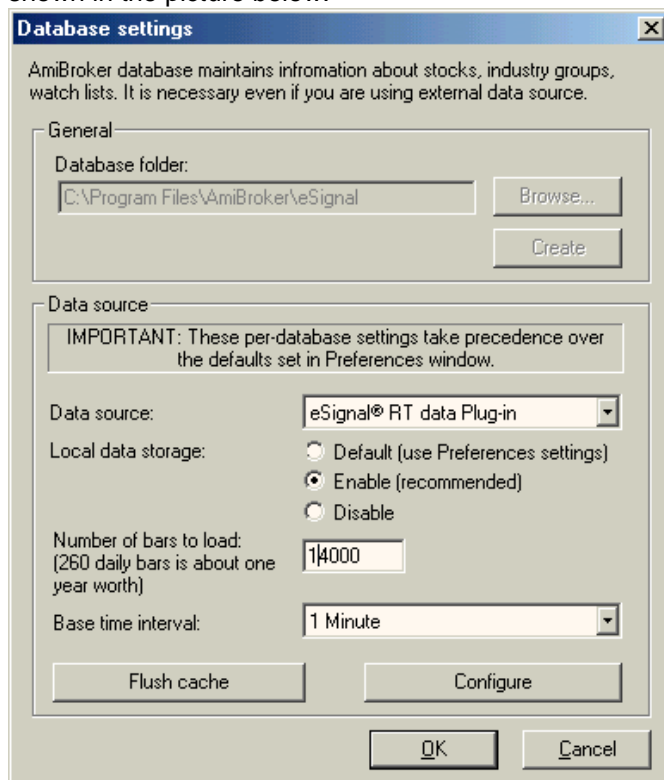 shown in the picture below:
Database settings
AmiBroker database maintains infromation about stocks, industry groups,
watch lists. It is necessary even if you are using external data source.
General
Database folder:
C:\Program Files\AmiBroker\eSignal
Browse...
Create
Data source
IMPORTANT: These per-database settings take precedence over
the defaults set in Preferences window.
Data source:
eSignal® RT data Plug-in
Local data storage:
Default (use Preferences settings)
Enable (recommended)
Disable
Number of bars to load:
(260 daily bars is about one
year worth)
14000
Base time interval:
1 Minute
Flush cache
Configure
OK
Cancel